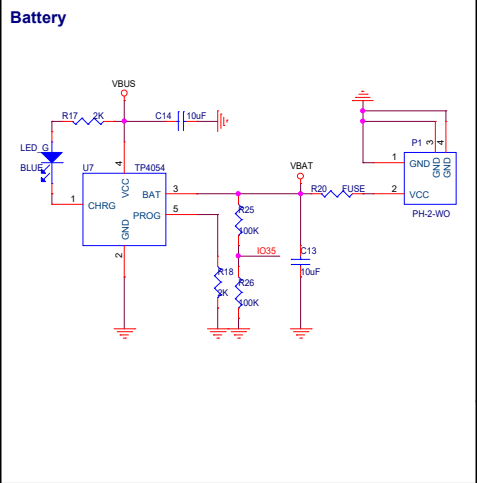 Battery
VBUS
R17 2K
C14 10uF
LED_G
BLUE
U7 TP4054
4
VCC
CHRG
1
BAT
3
PROG
5
GND
2
VBAT
R20 FUSE
P1
1
GND
3
GND
4
GND
2
VCC
PH-2-WO
R25
100K
IO35
C13
10uF
R18
2K
R26
100K